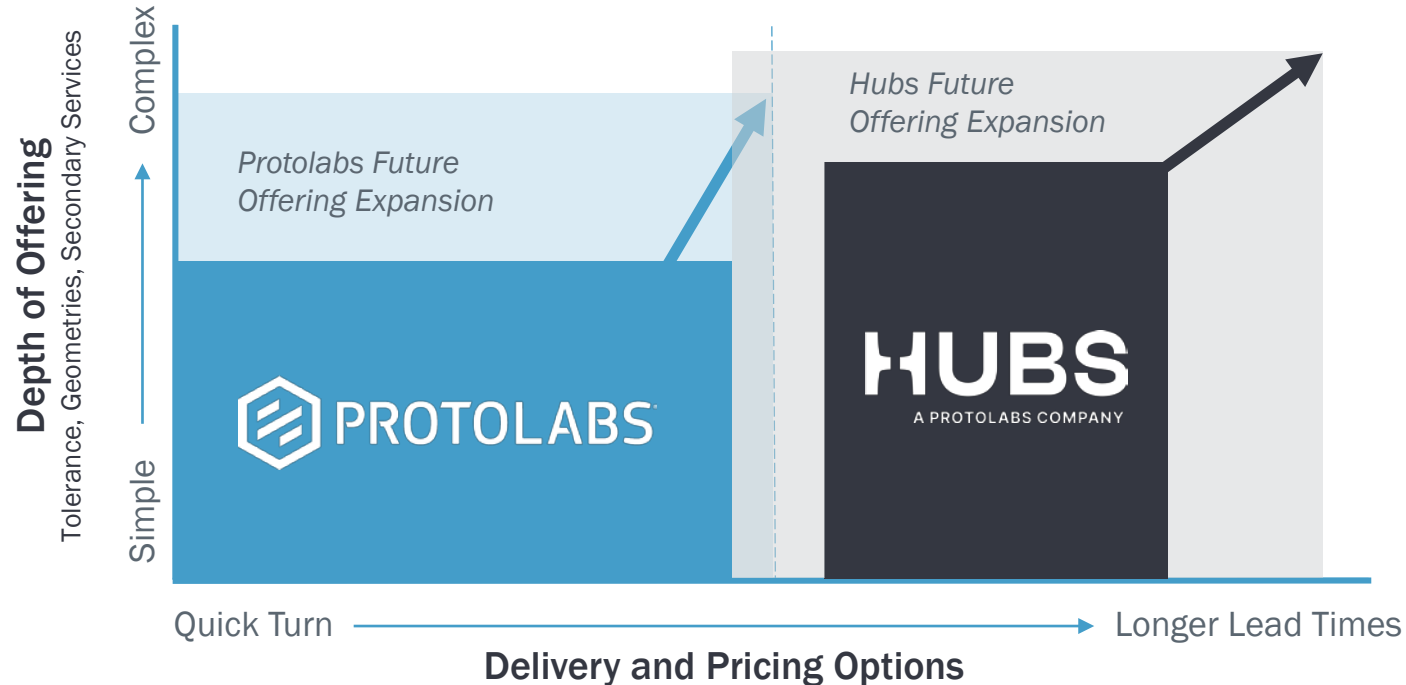 Depth of Offering
Tolerance, Geometries, Secondary Services
Complex
Simple
Protolabs Future
Offering Expansion
Hubs Future
Offering Expansion
PROTOLABS
HUBS
A PROTOLABS COMPANY
Quick Turn
Longer Lead Times
Delivery and Pricing Options